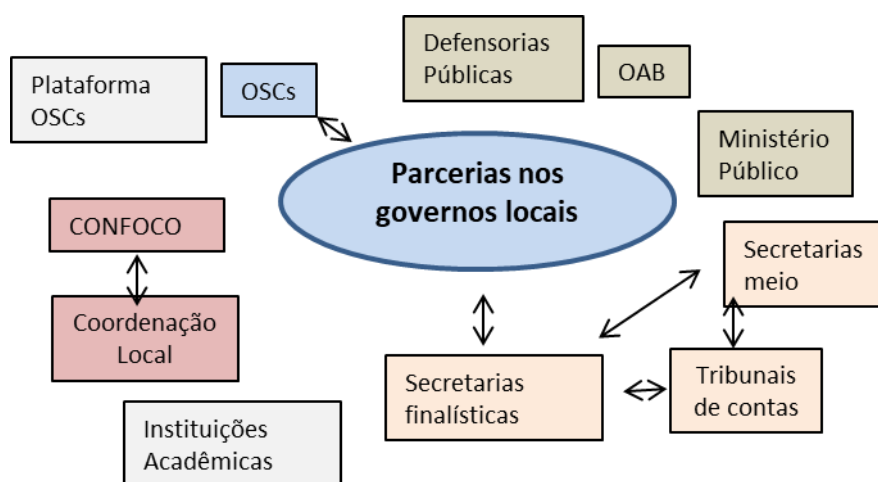 Defensorias
Públicas
OAB
Plataforma
OSCs
OSCs
Ministério
Público
Parcerias nos
governos locais
CONFOCO
Secretarias
meio
Coordenação
Local
Secretarias
finalísticas
Tribunais
de contas
Instituições
Acadêmicas